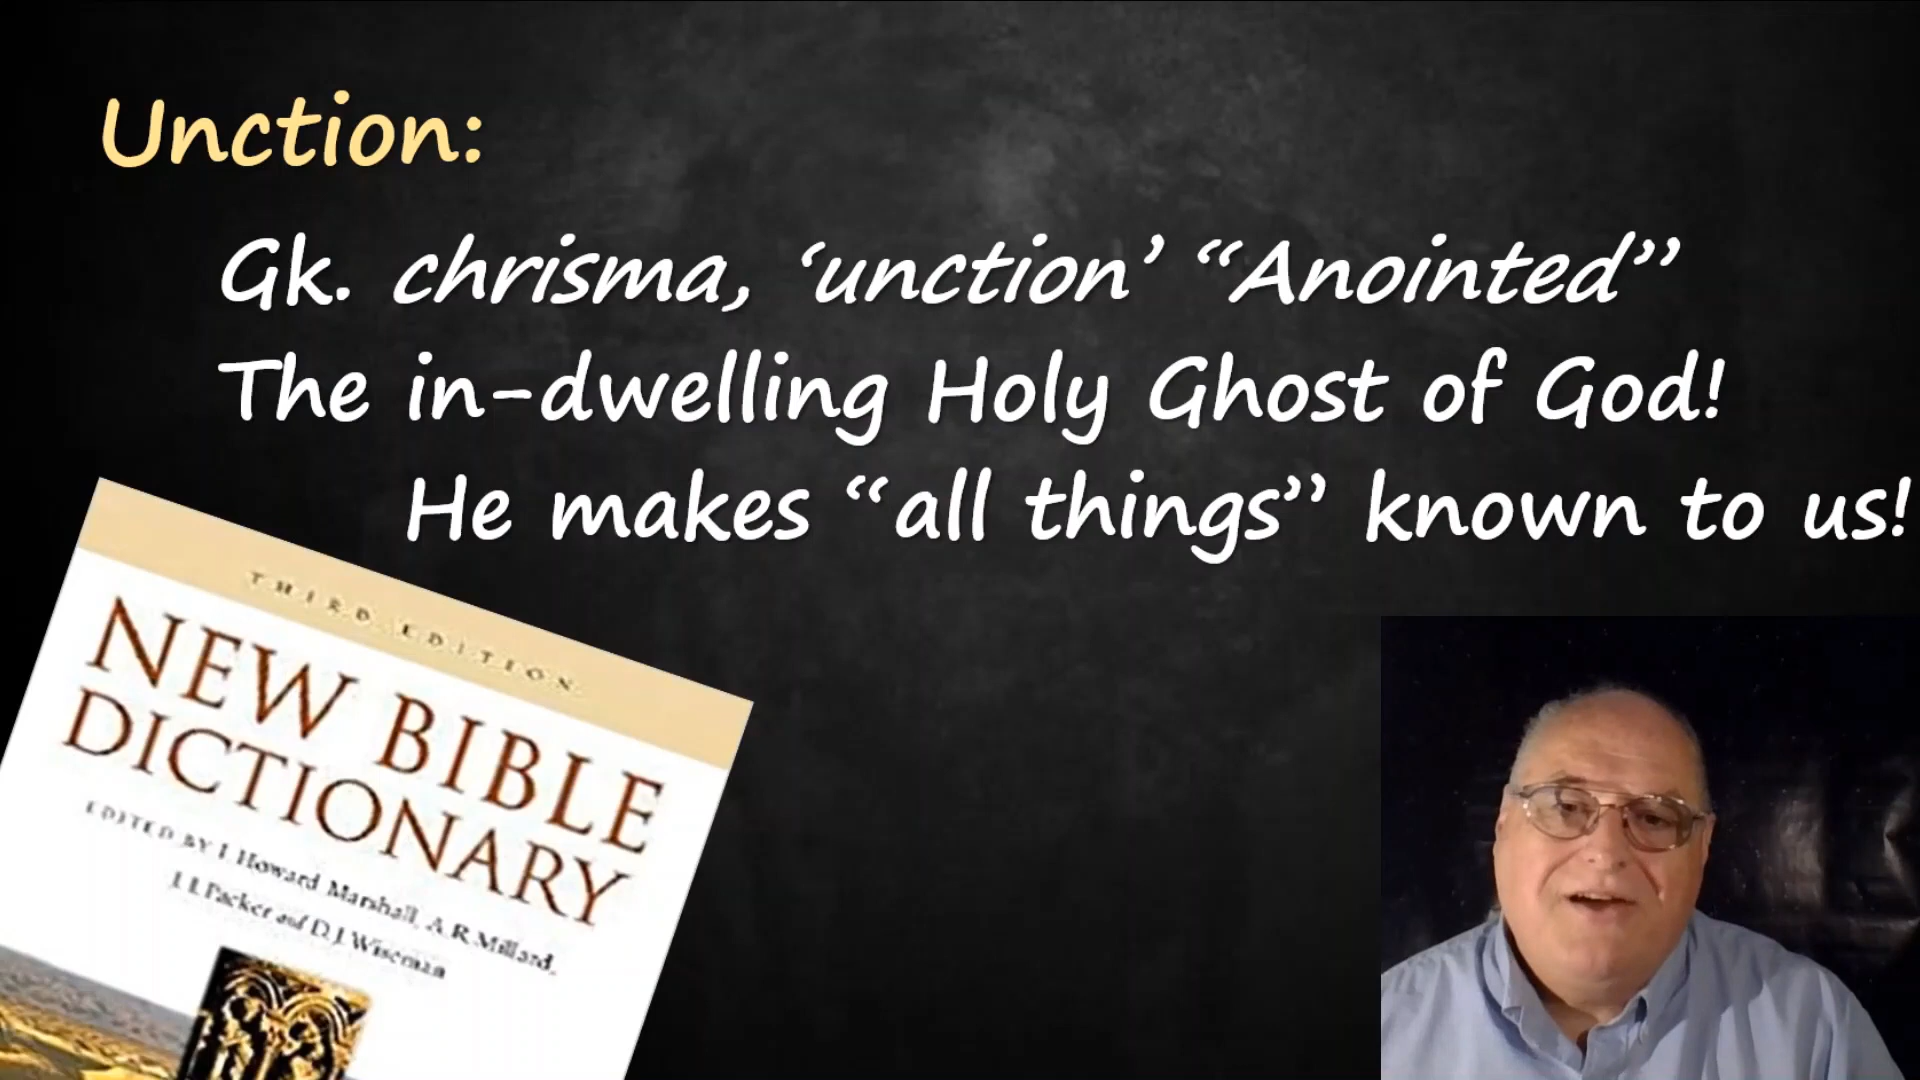 Unction:
Gk. chrisma, ‘unction’ “Anointed”
The in-dwelling Holy Ghost of God!
He makes “all things” known to us!
THIRD EDITION
NEW BIBLE
DICTIONARY
EDITED BY I. Howard Marshall, A.R. Millard,
J.I. Packer and D.J. Wiseman